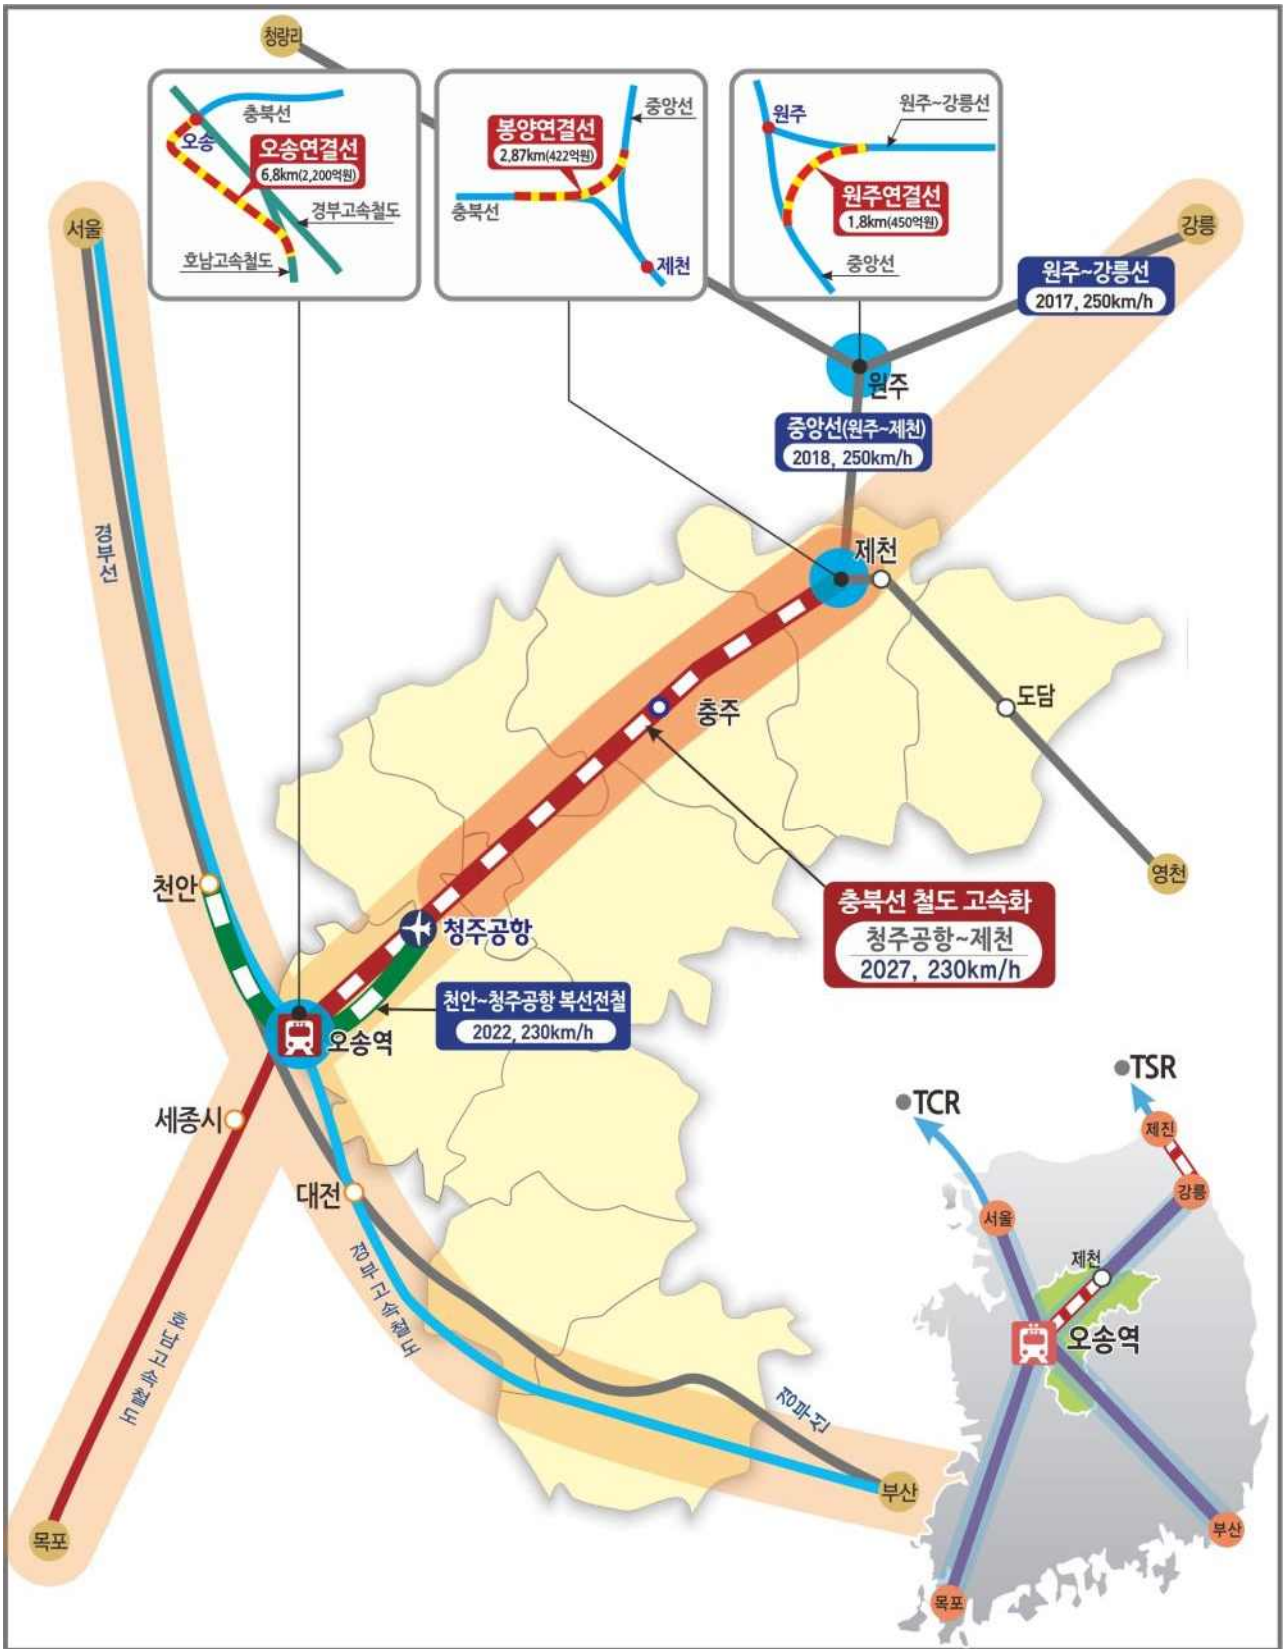 청량리
충북선
오송
오송연결선
6,8km(2,200억원)
경부고속철도
호남고속철도
중앙선
봉양연결선
2,87km(422억원)
충북선
제천
원주~강릉선
원주
원주연결선
1,8km(450억원)
중앙선
서울
강릉
원주~강릉선
2017, 250km/h
원주
중앙선(원주~제천)
2018, 250km/h
경부선
제천
도담
충주
영천
천안
충북선 철도 고속화
청주공항~제천
2027, 230km/h
청주공항
천안~청주공항 복선전철
2022, 230km/h
오송역
세종시
대전
경부고속철도
호남고속철도
경부선
부산
목포
TSR
TCR
제진
강릉
서울
제천
오송역
부산
목포